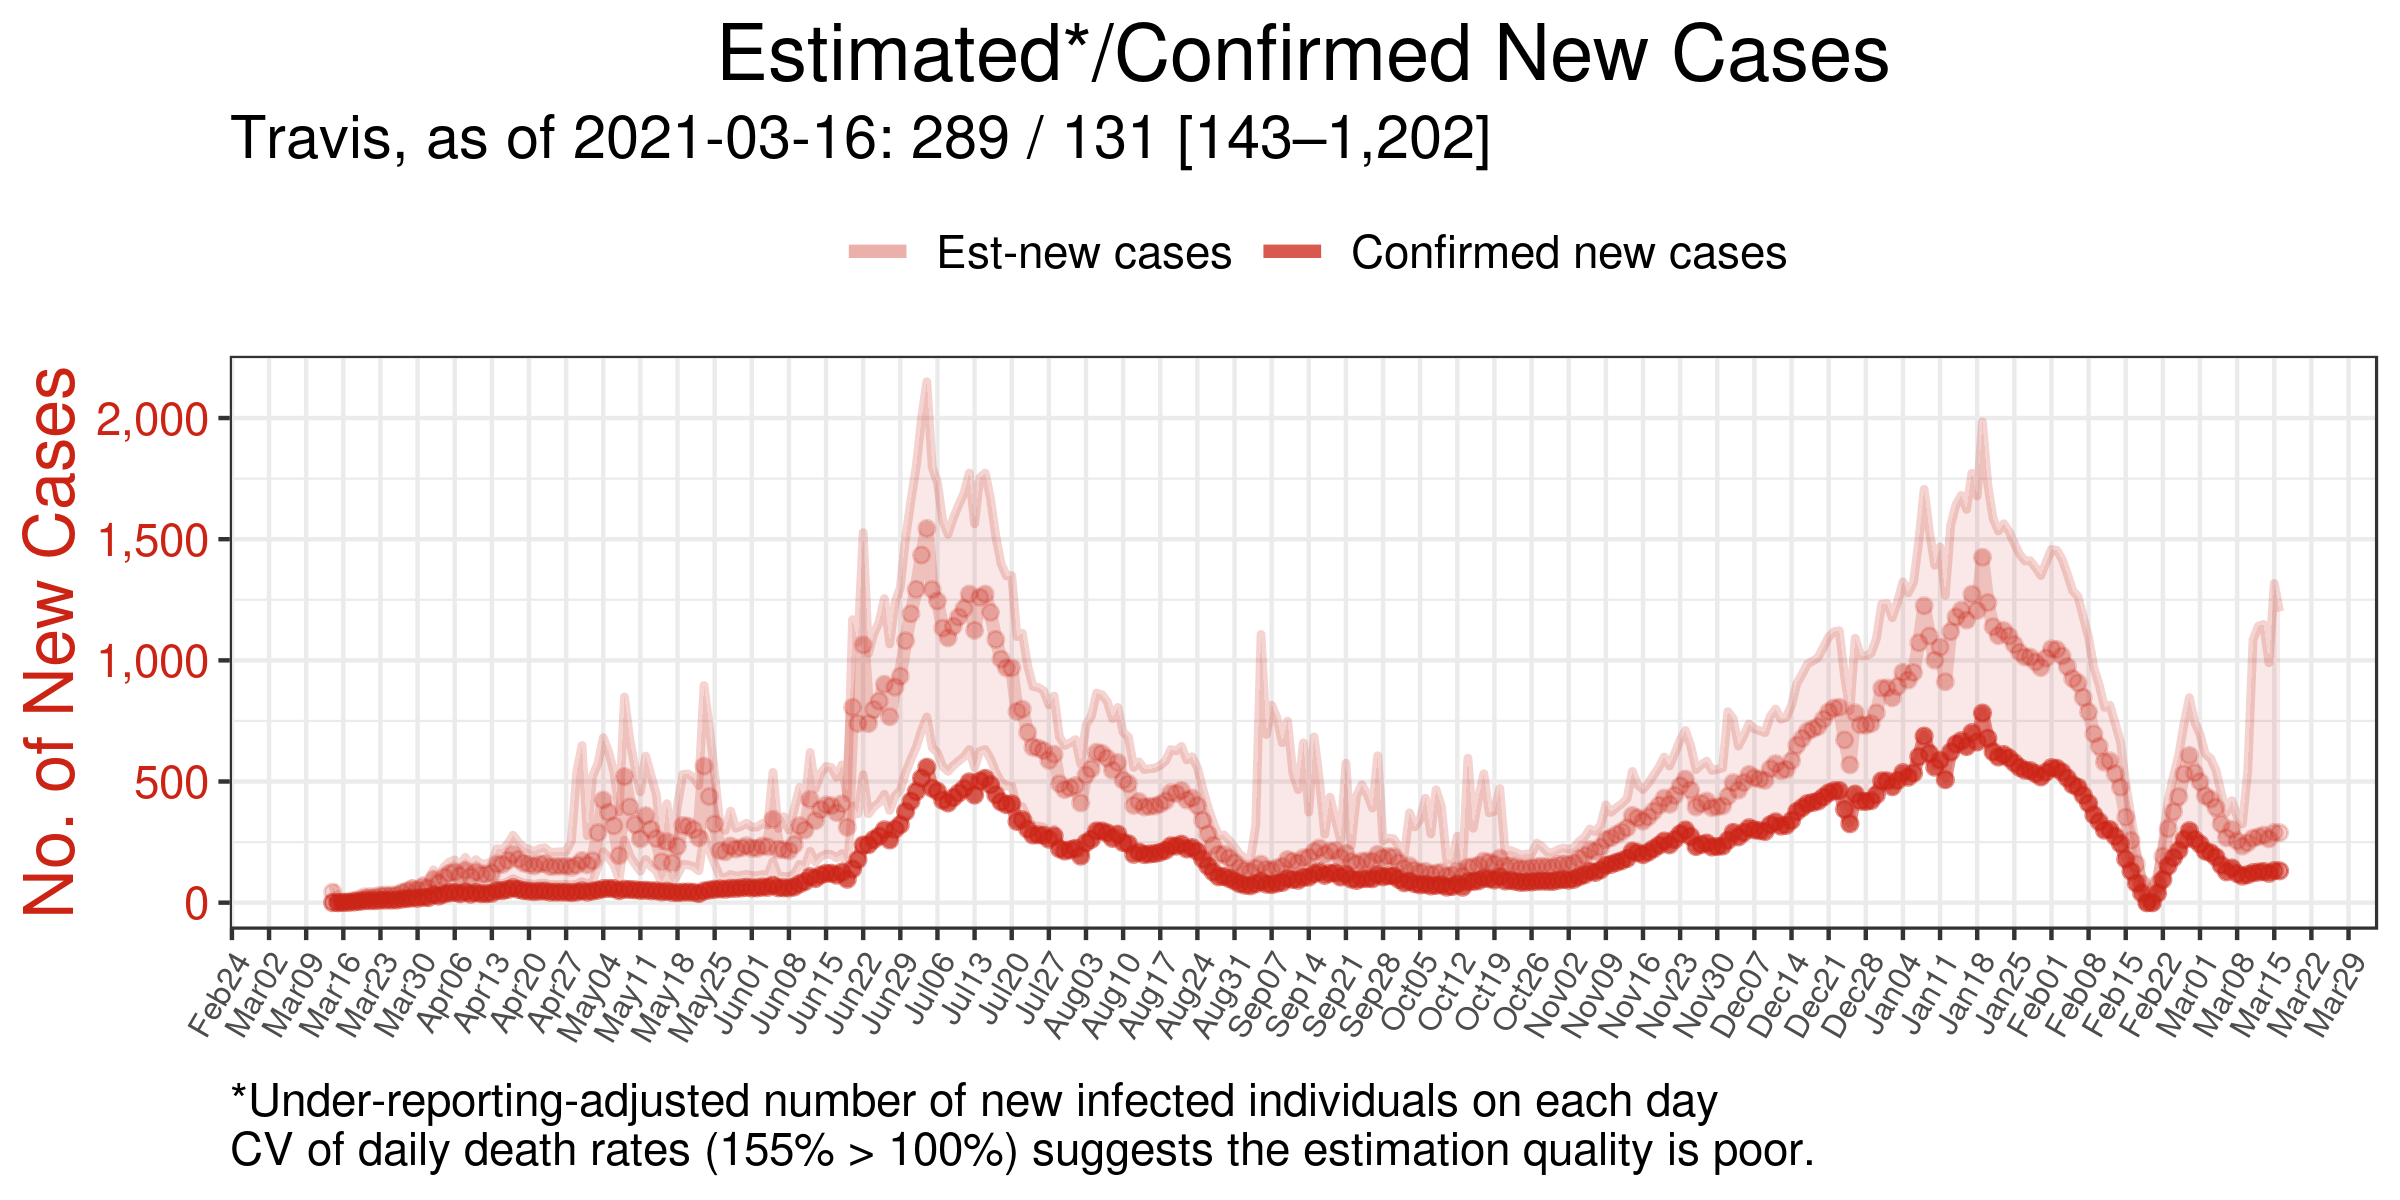 Estimated*/Confirmed New Cases
Travis, as of 2021-03-16: 289 / 131 [143–1,202]
Est-new cases Confirmed new cases
No. of New Cases
2,000
1,500
1,000
500
0
Feb24 Mar02 Mar09 Mar16 Mar23 Mar30 Apr06 Apr13 Apr20 Apr27 May04 May11 May18 May25 Jun01 Jun08 Jun15 Jun22 Jun29 Jul06 Jul13 Jul20 Jul27 Aug03 Aug10 Aug17 Aug24 Aug31 Sep07 Sep14 Sep21 Sep28 Oct05 Oct12 Oct19 Oct26 Nov02 Nov09 Nov16 Nov23 Nov30 Dec07 Dec14 Dec21 Dec28 Jan04 Jan11 Jan18 Jan25 Feb01 Feb08 Feb15 Feb22 Mar01 Mar08 Mar15 Mar22 Mar29
*Under-reporting-adjusted number of new infected individuals on each day
CV of daily death rates (155% > 100%) suggests the estimation quality is poor.